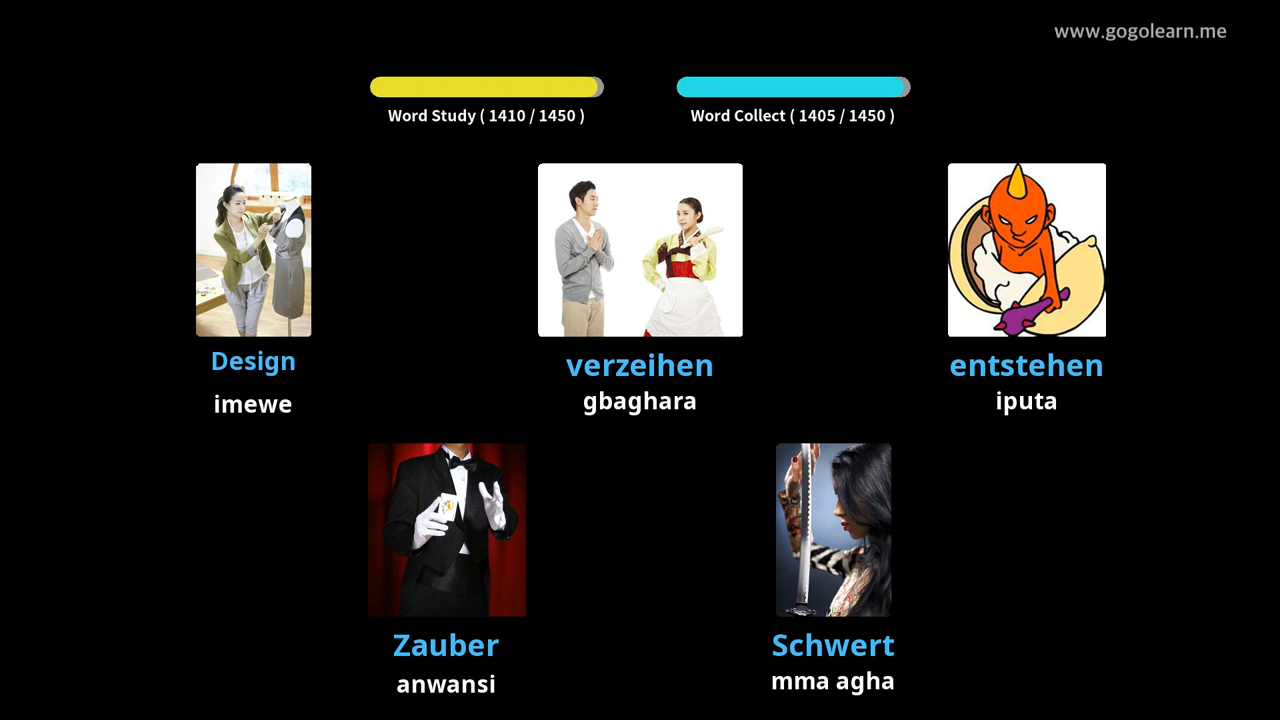 www.gogolearn.me
Word Study ( 1410 / 1450 )
Word Collect ( 1405 / 1450 )
Design
imewe
verzeihen
gbaghara
entstehen
iputa
Zauber
anwansi
Schwert
mma agha